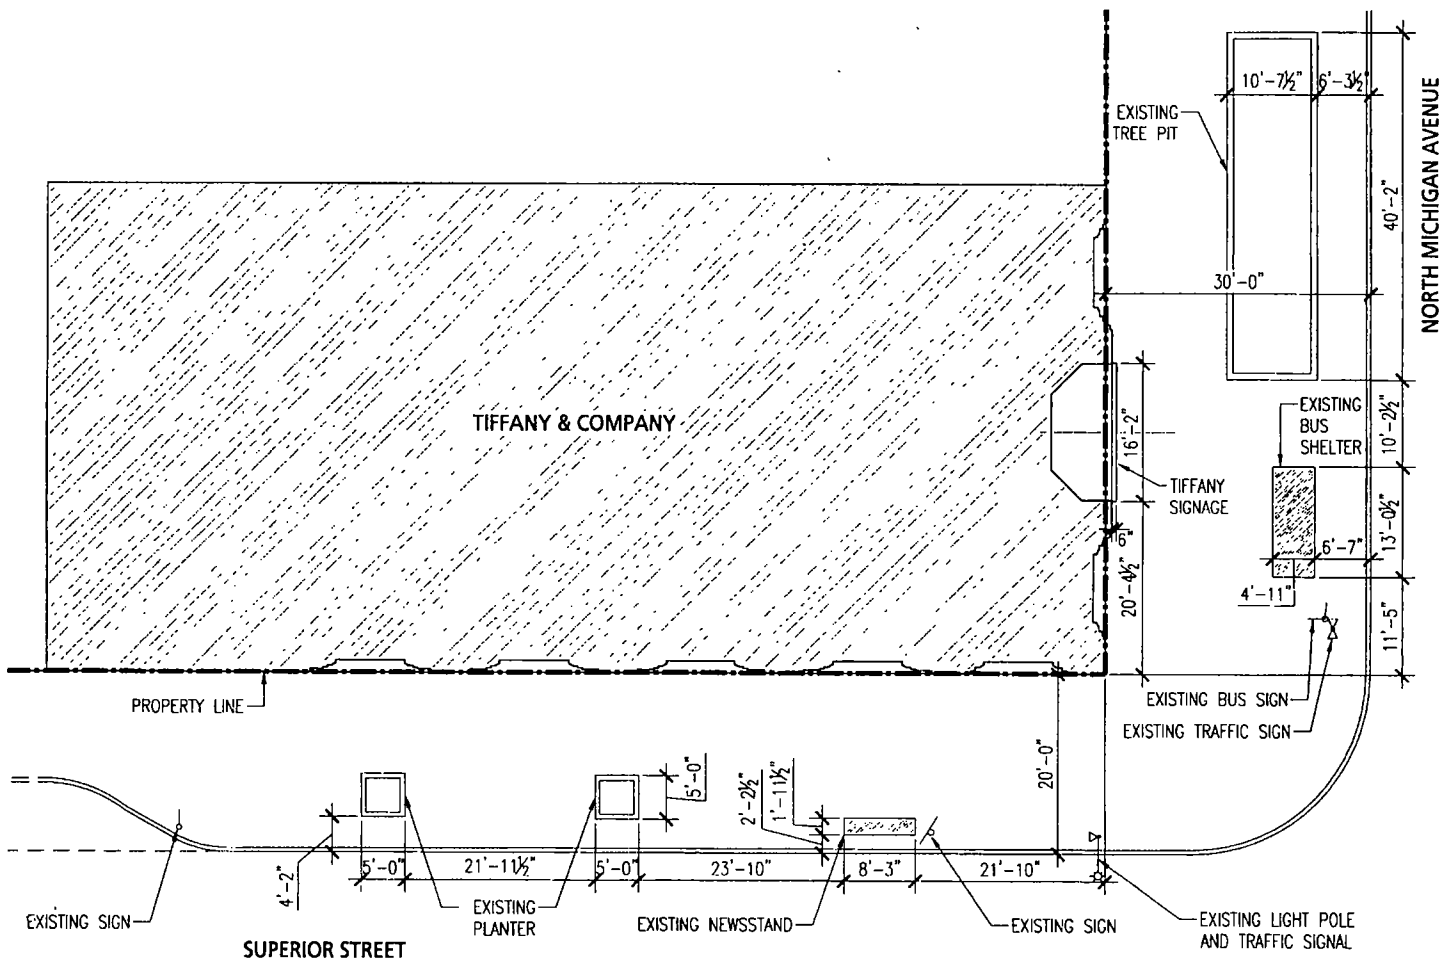 10'-7½"
6'-3½"
NORTH MICHIGAN AVENUE
EXISTING
TREE PIT
40'-2"
30'-0"
TIFFANY & COMPANY
16'-2"
EXISTING
BUS
SHELTER
10'-2½"
TIFFANY
SIGNAGE
6"
13'-0½"
6'-7"
4'-11"
20'-4½"
11'-5"
PROPERTY LINE
EXISTING BUS SIGN
EXISTING TRAFFIC SIGN
20'-0"
5'-0"
2'-2½"
1'-11½"
4'-2"
5'-0"
21'-11½"
5'-0"
23'-10"
8'-3"
21'-10"
EXISTING SIGN
EXISTING
PLANTER
EXISTING NEWSSTAND
EXISTING SIGN
EXISTING LIGHT POLE
AND TRAFFIC SIGNAL
SUPERIOR STREET